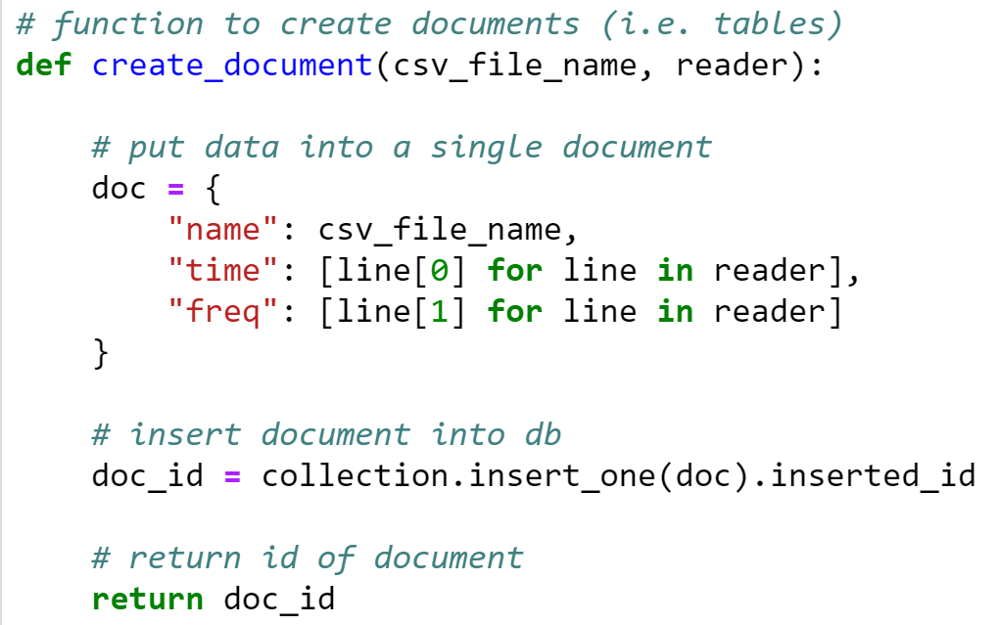 # function to create documents (i.e. tables)
def create_document(csv_file_name, reader):
    # put data into a single document
    doc = {
        "name": csv_file_name,
        "time": [line[0] for line in reader],
        "freq": [line[1] for line in reader]
    }
    # insert document into db
    doc_id = collection.insert_one(doc).inserted_id
    # return id of document
    return doc_id